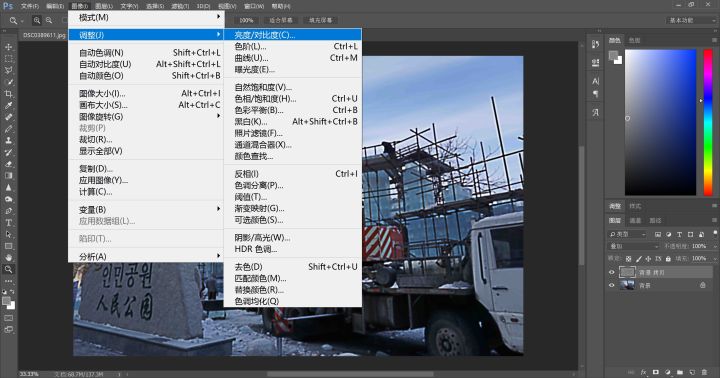 Ps 文件(F) 编辑(E) 图像(I) 图层(L) 文字(Y) 选择(S) 滤镜(T) 3D(D) 视图(V) 窗口(W) 帮助(H)
100% 适合屏幕 填充屏幕 基本功能
DSC0389611.jpg
模式(M)
调整(J)
自动色调(N) Shift+Ctrl+L
自动对比度(U) Alt+Shift+Ctrl+L
自动颜色(O) Shift+Ctrl+B
图像大小(I)... Alt+Ctrl+I
画布大小(S)... Alt+Ctrl+C
图像旋转(G)
裁剪(P)
裁切(R)...
显示全部(V)
复制(D)...
应用图像(Y)...
计算(C)...
变量(B)
应用数据组(L)...
陷印(T)...
分析(A)
亮度/对比度(C)...
色阶(L)... Ctrl+L
曲线(U)... Ctrl+M
曝光度(E)...
自然饱和度(V)...
色相/饱和度(H)... Ctrl+U
色彩平衡(B)... Ctrl+B
黑白(K)... Alt+Shift+Ctrl+B
照片滤镜(F)...
通道混合器(X)...
颜色查找...
反相(I) Ctrl+I
色调分离(P)...
阈值(T)...
渐变映射(G)...
可选颜色(S)...
阴影/高光(W)...
HDR 色调...
去色(D) Shift+Ctrl+U
匹配颜色(M)...
替换颜色(R)...
色调均化(Q)
인민공원
人民公园
颜色 色板
调整 样式
图层 通道 路径
类型
叠加 不透明度: 100%
锁定: 填充: 100%
背景 拷贝
背景
33.33% 文档:68.7M/137.3M